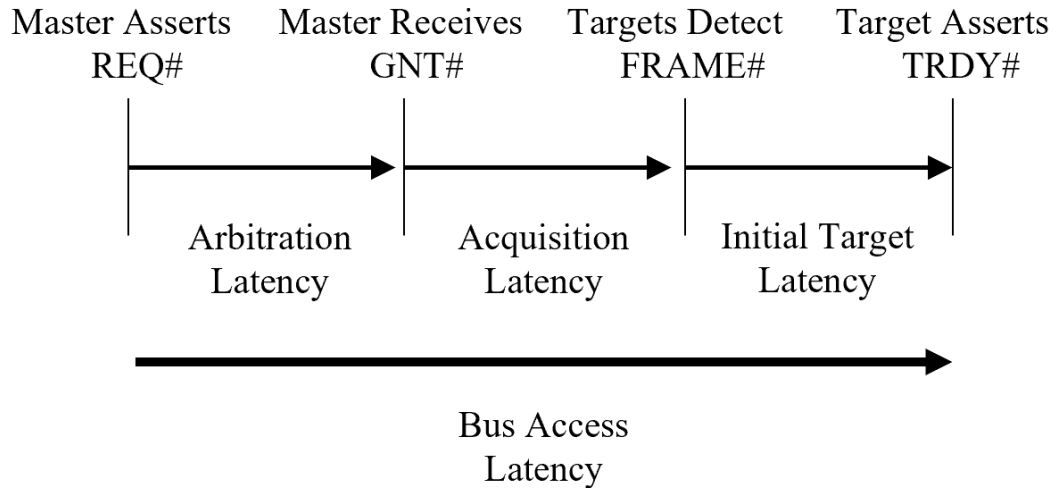 Master Asserts
REQ#
Master Receives
GNT#
Targets Detect
FRAME#
Target Asserts
TRDY#
Arbitration
Latency
Acquisition
Latency
Initial Target
Latency
Bus Access
Latency